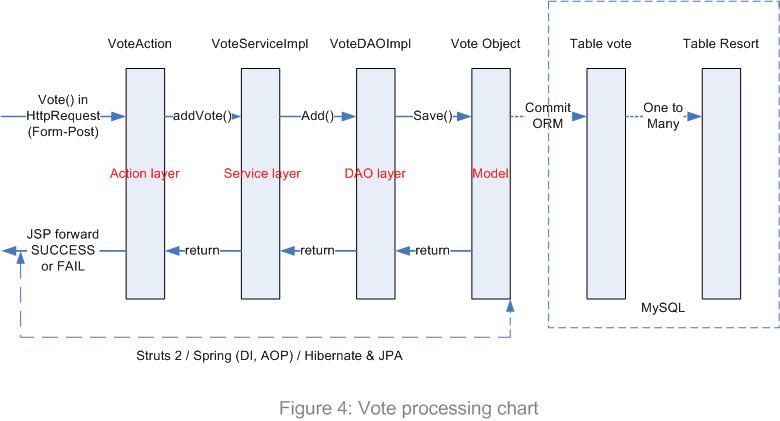 VoteAction VoteServiceImpl VoteDAOImpl Vote Object Table vote Table Resort
Vote() in
HttpRequest
(Form-Post)
addVote() Add() Save()
Commit
ORM
One to
Many
Action layer Service layer DAO layer Model
JSP forward
SUCCESS
or FAIL
return return return
MySQL
Struts 2 / Spring (DI, AOP) / Hibernate & JPA
Figure 4: Vote processing chart